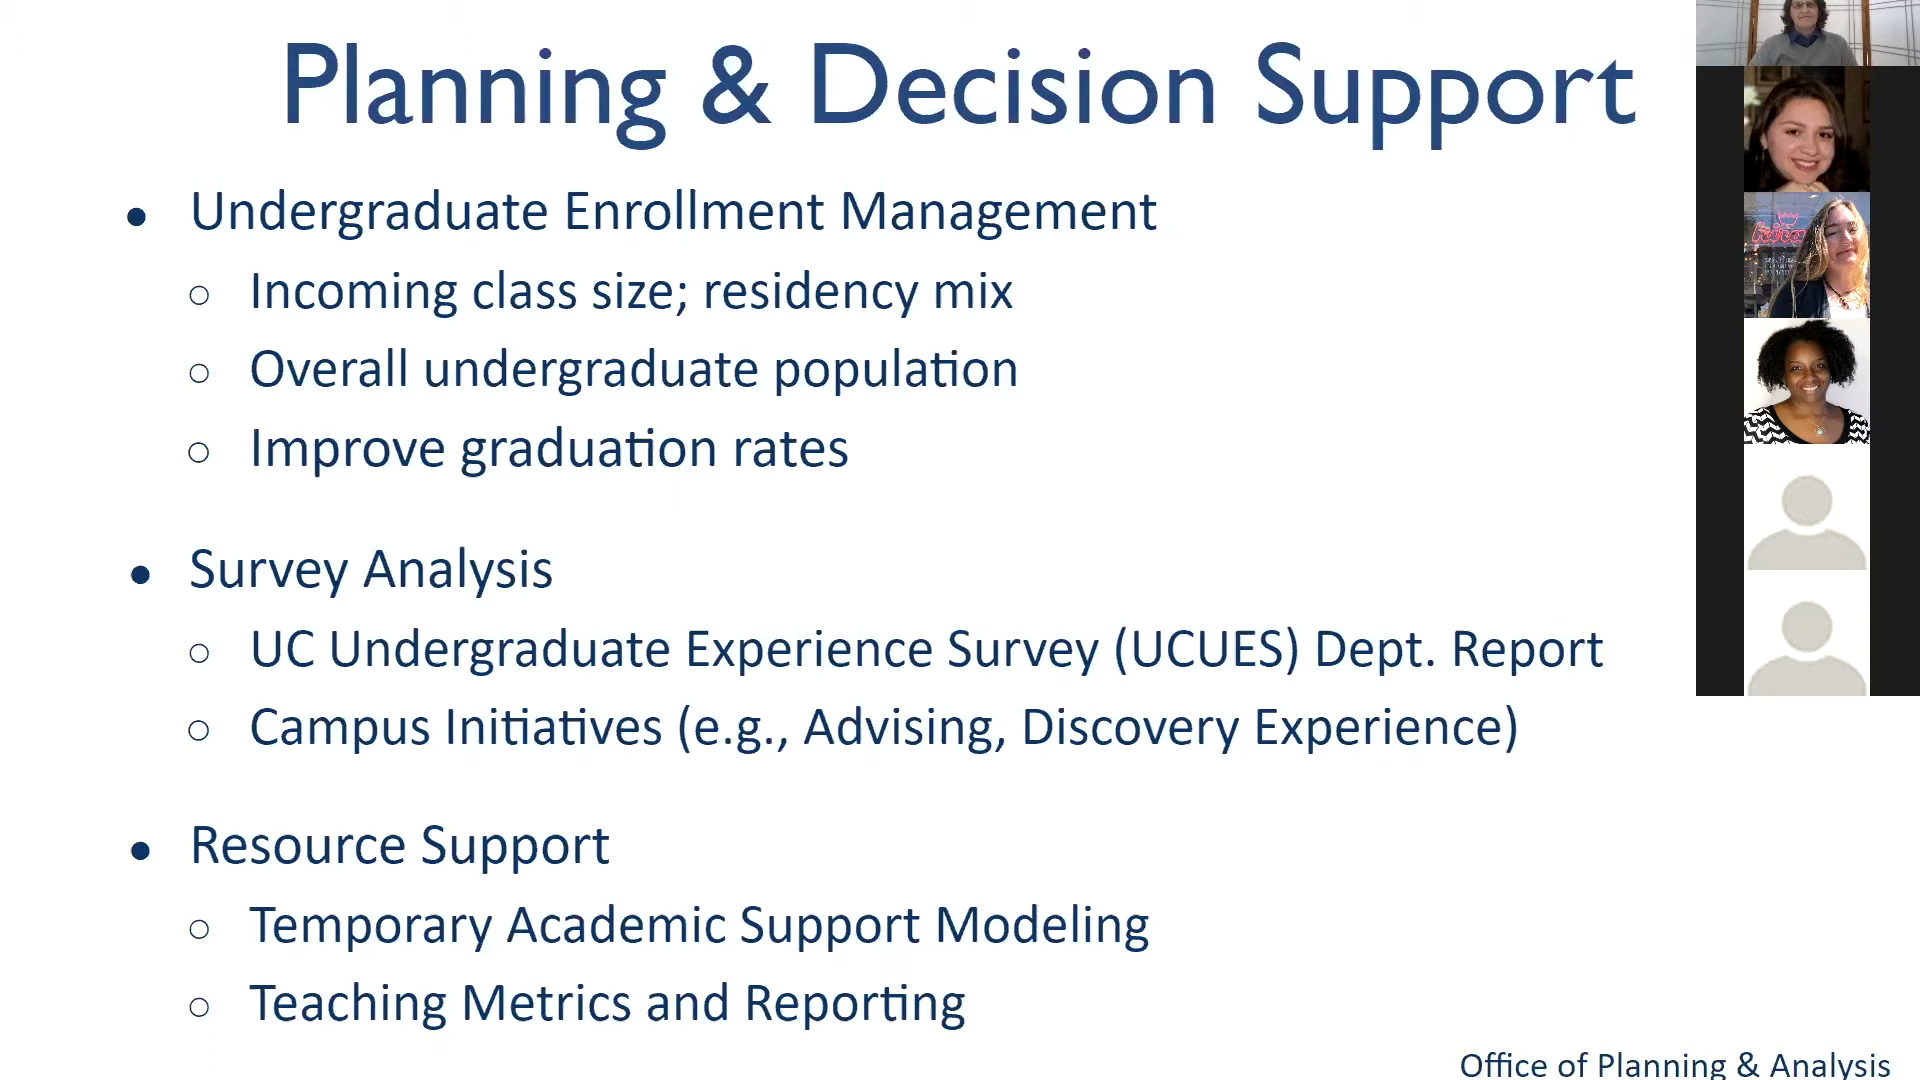 Planning & Decision Support
● Undergraduate Enrollment Management
○ Incoming class size; residency mix
○ Overall undergraduate population
○ Improve graduation rates
● Survey Analysis
○ UC Undergraduate Experience Survey (UCUES) Dept. Report
○ Campus Initiatives (e.g., Advising, Discovery Experience)
● Resource Support
○ Temporary Academic Support Modeling
○ Teaching Metrics and Reporting
Office of Planning & Analysis